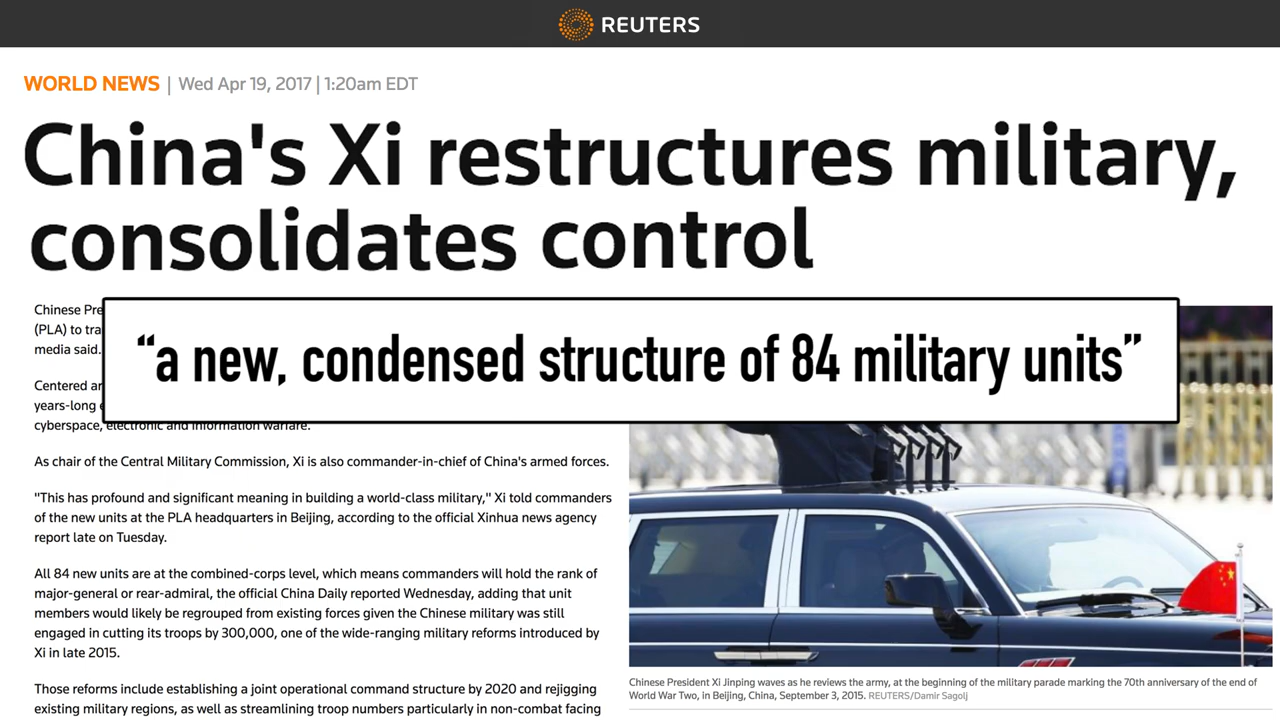 REUTERS
WORLD NEWS | Wed Apr 19, 2017 | 1:20am EDT
China's Xi restructures military,
consolidates control
Chinese Pre
(PLA) to tra
media said.
“a new, condensed structure of 84 military units”
Centered ar
years-long
cyberspace, electronic and information warfare.
As chair of the Central Military Commission, Xi is also commander-in-chief of China's armed forces.
"This has profound and significant meaning in building a world-class military," Xi told commanders
of the new units at the PLA headquarters in Beijing, according to the official Xinhua news agency
report late on Tuesday.
All 84 new units are at the combined-corps level, which means commanders will hold the rank of
major-general or rear-admiral, the official China Daily reported Wednesday, adding that unit
members would likely be regrouped from existing forces given the Chinese military was still
engaged in cutting its troops by 300,000, one of the wide-ranging military reforms introduced by
Xi in late 2015.
Those reforms include establishing a joint operational command structure by 2020 and rejigging
existing military regions, as well as streamlining troop numbers particularly in non-combat facing
Chinese President Xi Jinping waves as he reviews the army, at the beginning of the military parade marking the 70th anniversary of the end of
World War Two, in Beijing, China, September 3, 2015. REUTERS/Damir Sagolj